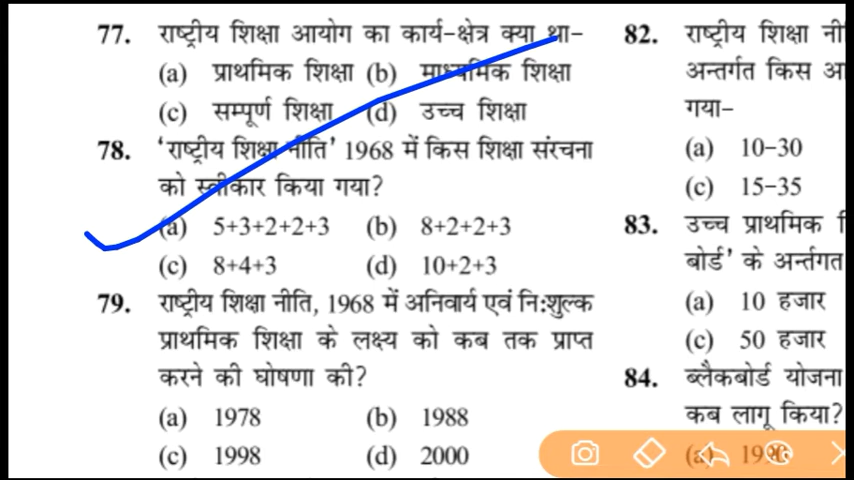 77. राष्ट्रीय शिक्षा आयोग का कार्य-क्षेत्र क्या था-
(a) प्राथमिक शिक्षा (b) माध्यमिक शिक्षा
(c) सम्पूर्ण शिक्षा (d) उच्च शिक्षा
78. 'राष्ट्रीय शिक्षा नीति' 1968 में किस शिक्षा संरचना
को स्वीकार किया गया?
(a) 5+3+2+2+3 (b) 8+2+2+3
(c) 8+4+3 (d) 10+2+3
79. राष्ट्रीय शिक्षा नीति, 1968 में अनिवार्य एवं नि:शुल्क
प्राथमिक शिक्षा के लक्ष्य को कब तक प्राप्त
करने की घोषणा की?
(a) 1978 (b) 1988
(c) 1998 (d) 2000
82. राष्ट्रीय शिक्षा नी
अन्तर्गत किस आ
गया-
(a) 10-30
(c) 15-35
83. उच्च प्राथमिक
बोर्ड' के अर्न्तगत
(a) 10 हजार
(c) 50 हजार
84. ब्लैकबोर्ड योजना
कब लागू किया?
(a)